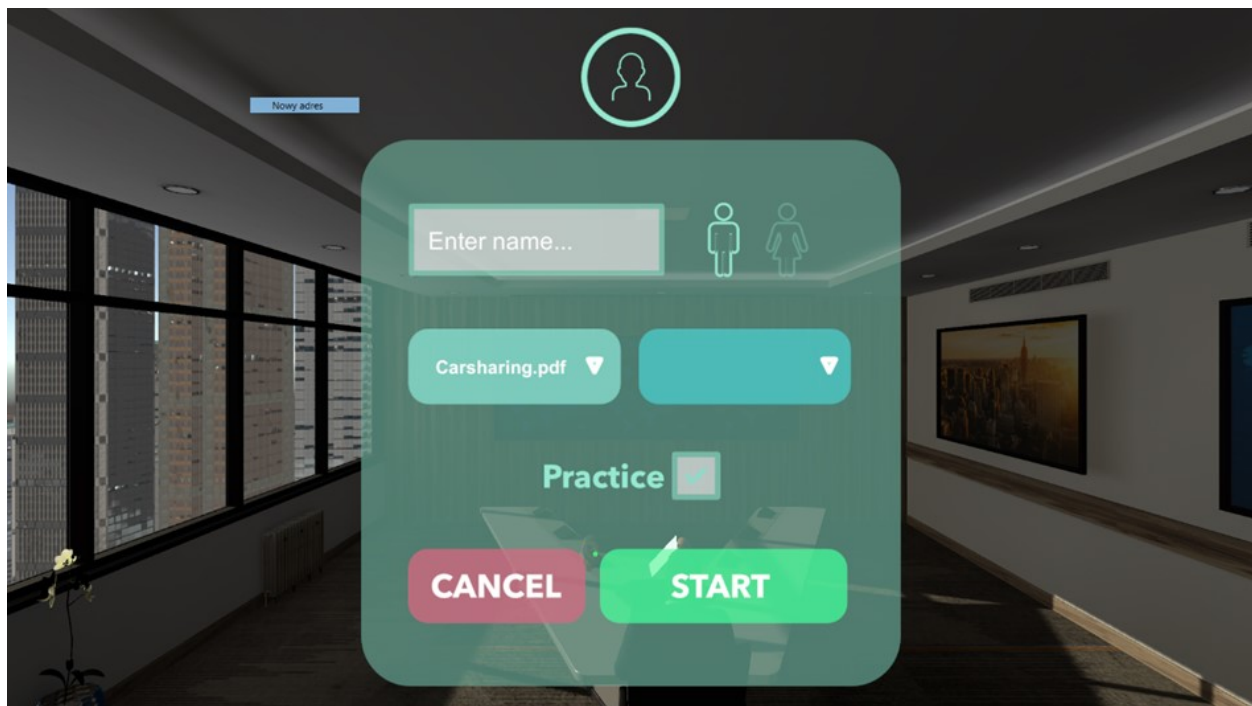 Nowy adres
Enter name...
Carsharing.pdf
Practice
CANCEL START